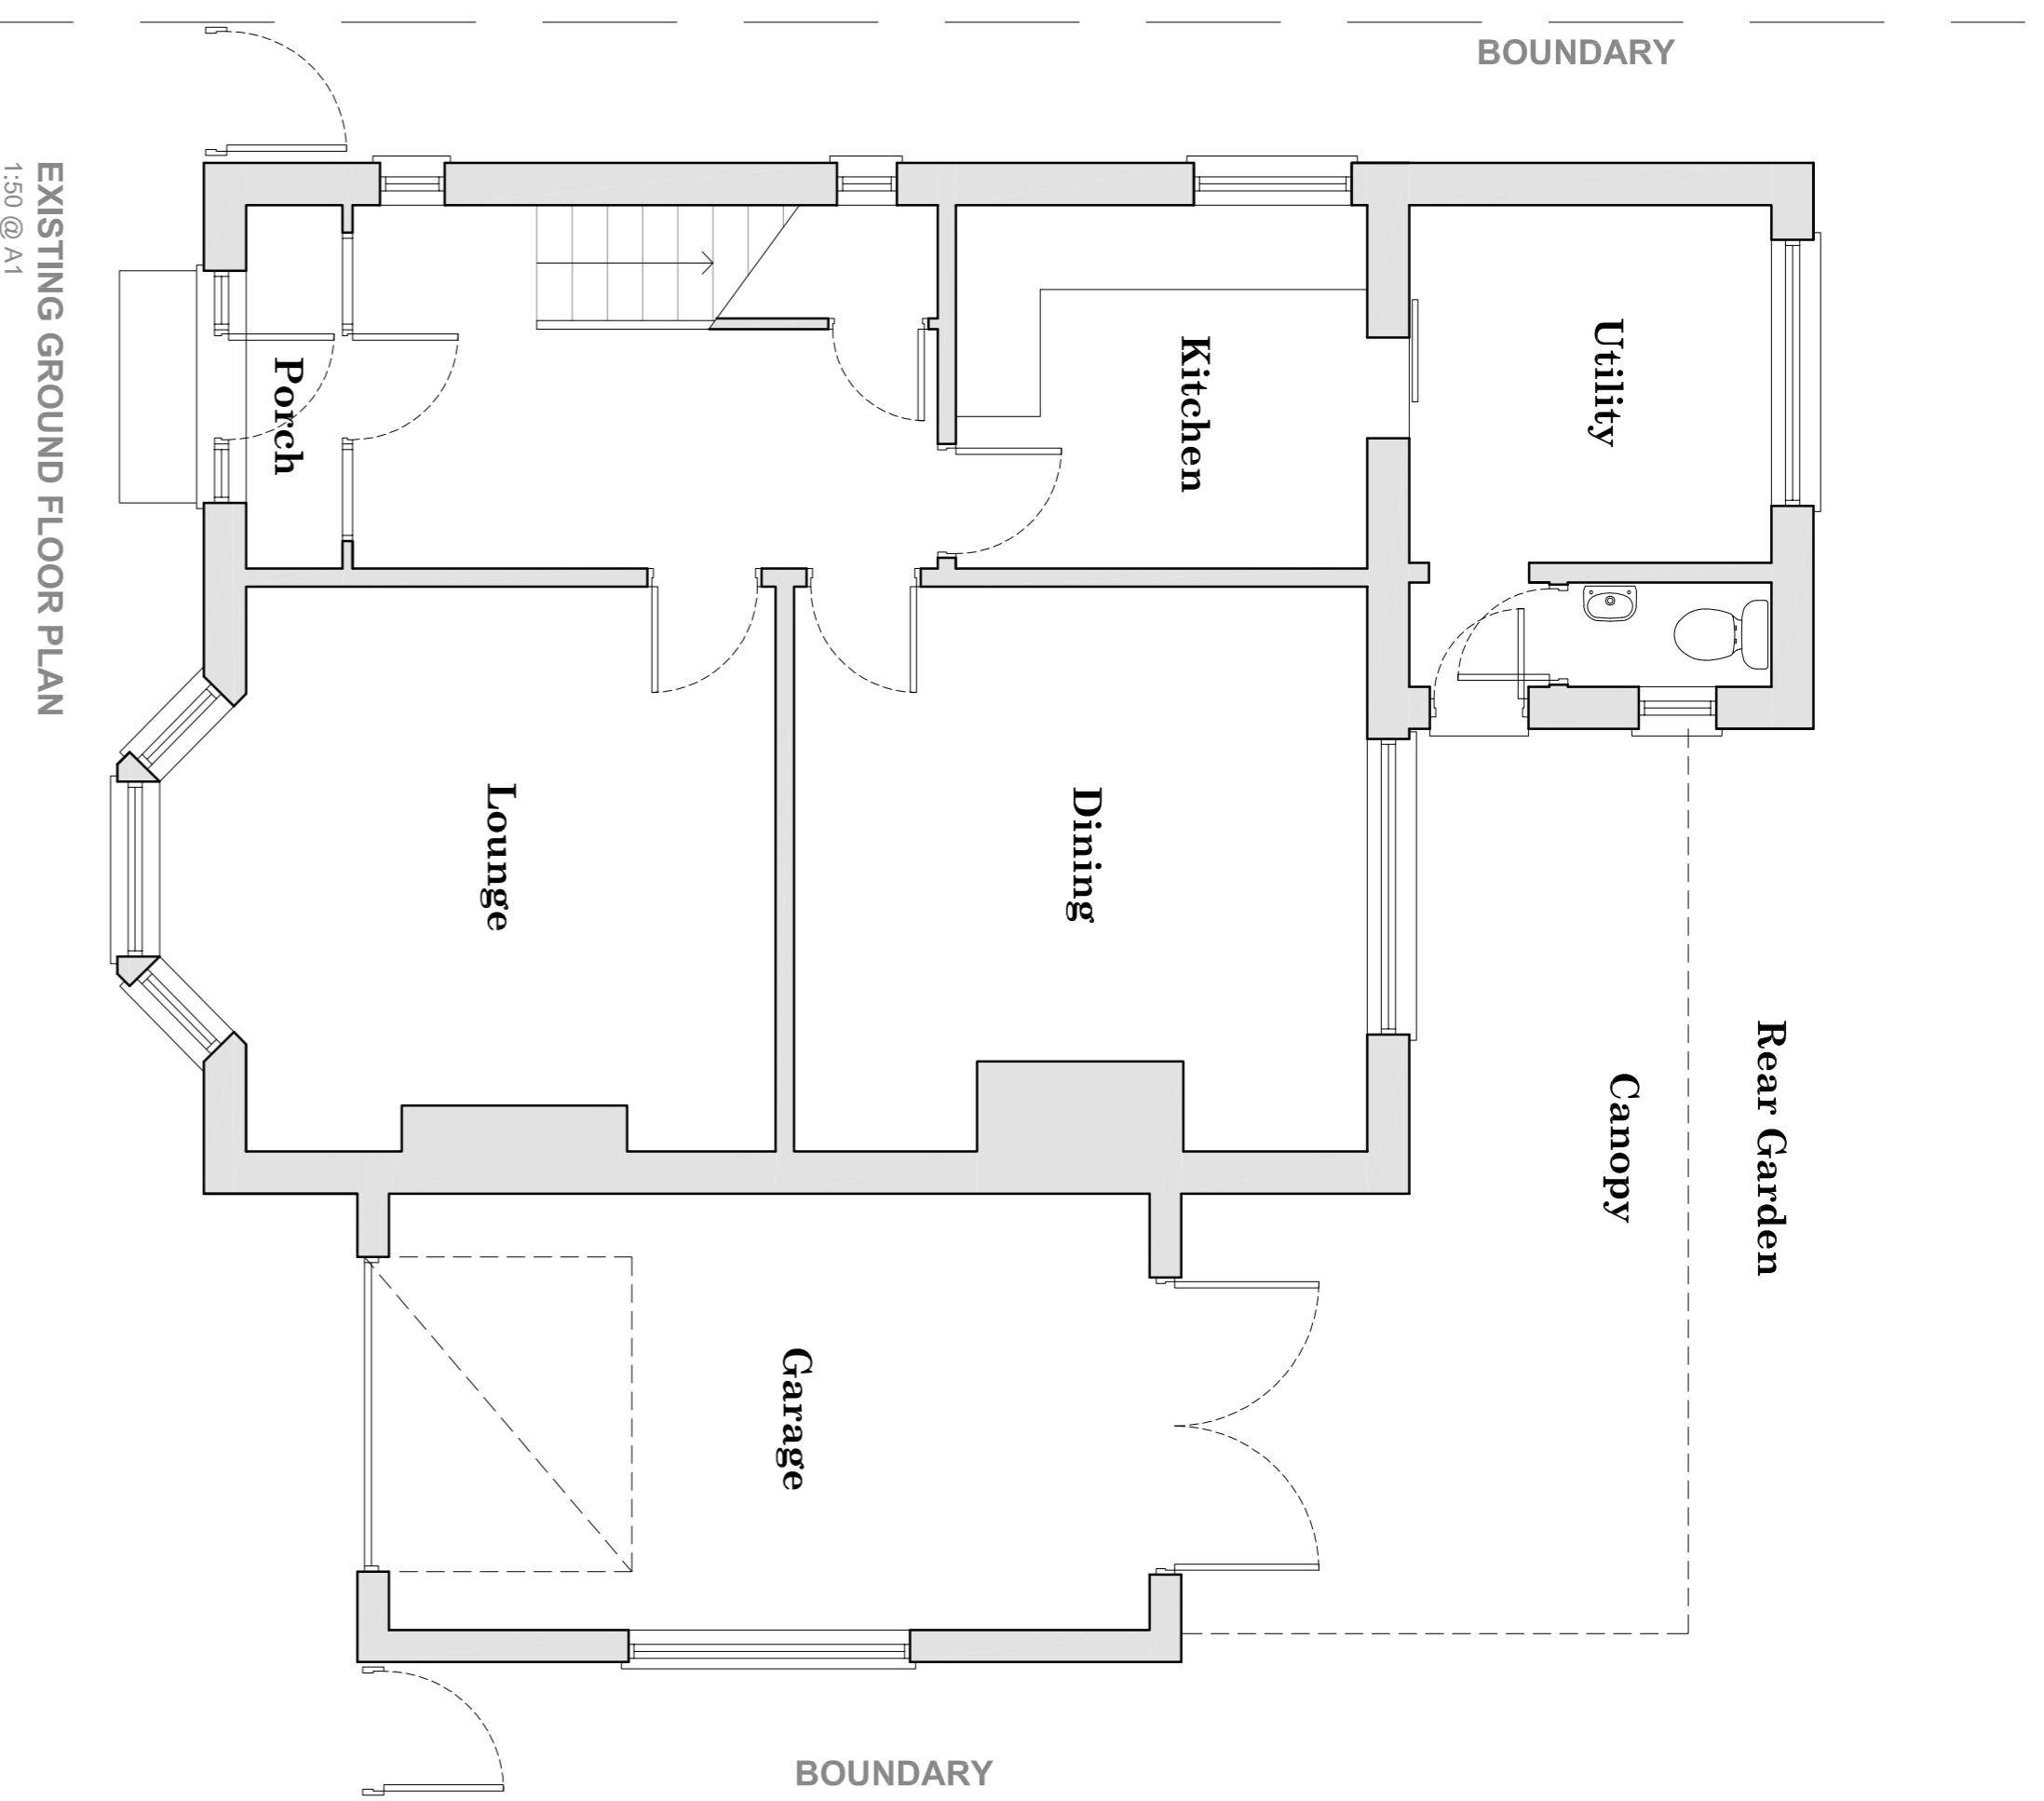 BOUNDARY
EXISTING GROUND FLOOR PLAN
1:50 @ A1
Porch
Kitchen
Utility
Lounge
Dining
Canopy
Rear Garden
Garage
BOUNDARY